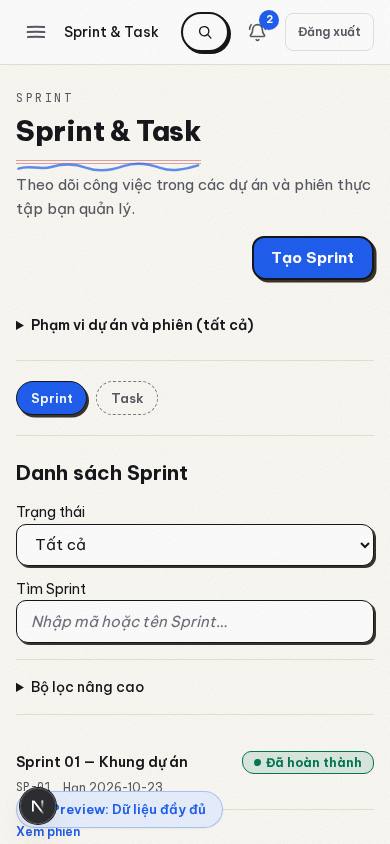 Sprint & Task
2
Đăng xuất
SPRINT
Sprint & Task
Theo dõi công việc trong các dự án và phiên thực
tập bạn quản lý.
Tạo Sprint
Phạm vi dự án và phiên (tất cả)
Sprint
Task
Danh sách Sprint
Trạng thái
Tất cả
Tìm Sprint
Nhập mã hoặc tên Sprint...
Bộ lọc nâng cao
Sprint 01 — Khung dự án
Đã hoàn thành
Hạn 2026-10-23
N
Preview: Dữ liệu đầy đủ
Xem phiên